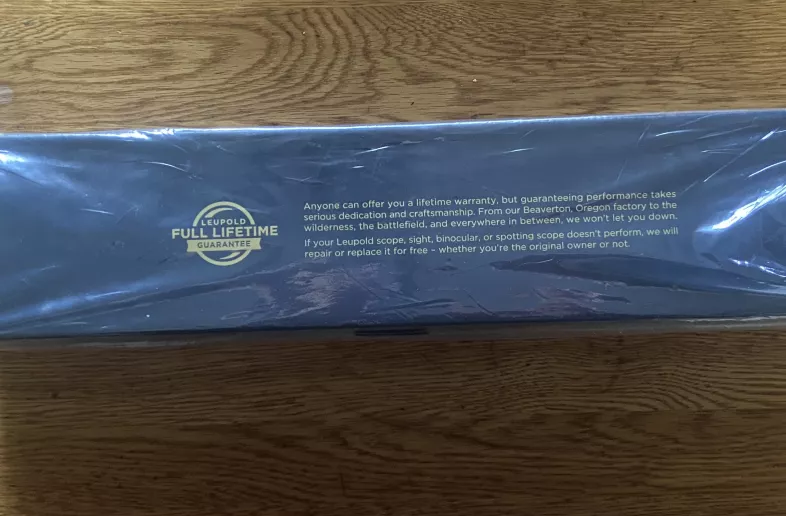 LEUPOLD
FULL LIFETIME
GUARANTEE
Anyone can offer you a lifetime warranty, but guaranteeing performance takes
serious dedication and craftsmanship. From our Beaverton, Oregon factory to the
wilderness, the battlefield, and everywhere in between, we won't let you down.
If your Leupold scope, sight, binocular, or spotting scope doesn't perform, we will
repair or replace it for free – whether you're the original owner or not.